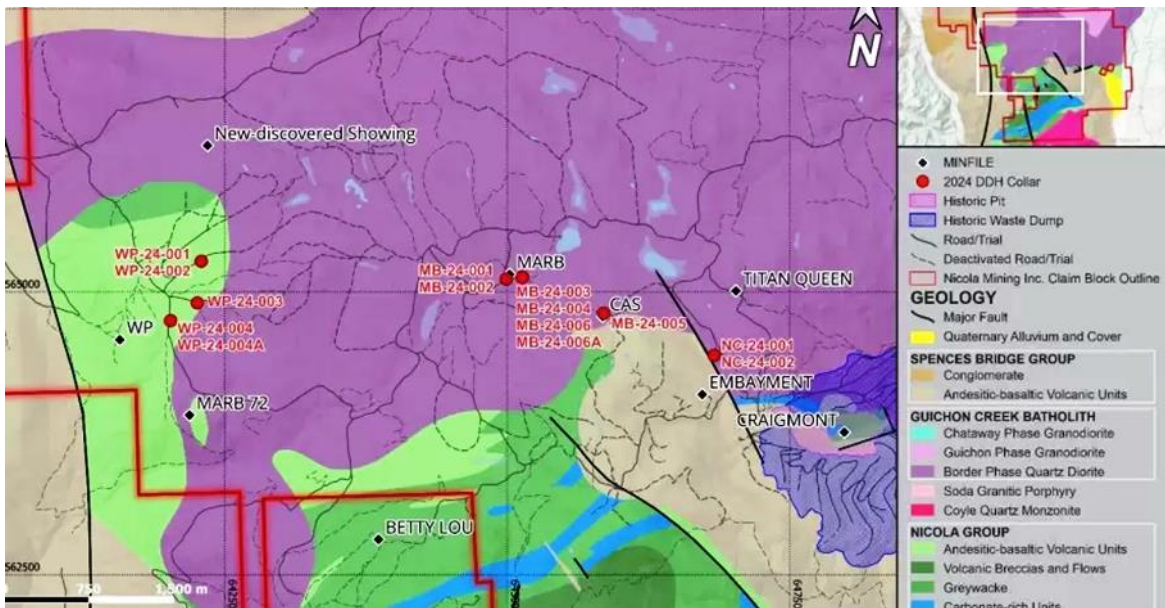 N
New-discovered Showing
WP-24-001
WP-24-002
WP-24-003
WP-24-004
WP-24-004A
WP
MARB 72
MB-24-001
MB-24-002
MARB
MB-24-003
MB-24-004
MB-24-006
MB-24-006A
CAS
MB-24-005
TITAN QUEEN
NC-24-001
NC-24-002
EMBAYMENT
CRAIGMONT
BETTY LOU
565000
562500
750
1,500 m
MINFILE
2024 DDH Collar
Historic Pit
Historic Waste Dump
Road/Trial
Deactivated Road/Trial
Nicola Mining Inc. Claim Block Outline
GEOLOGY
Major Fault
Quaternary Alluvium and Cover
SPENCES BRIDGE GROUP
Conglomerate
Andesitic-basaltic Volcanic Units
GUICHON CREEK BATHOLITH
Chataway Phase Granodiorite
Guichon Phase Granodiorite
Border Phase Quartz Diorite
Soda Granitic Porphyry
Coyle Quartz Monzonite
NICOLA GROUP
Andesitic-basaltic Volcanic Units
Volcanic Breccias and Flows
Greywacke
Carbonate-rich Units